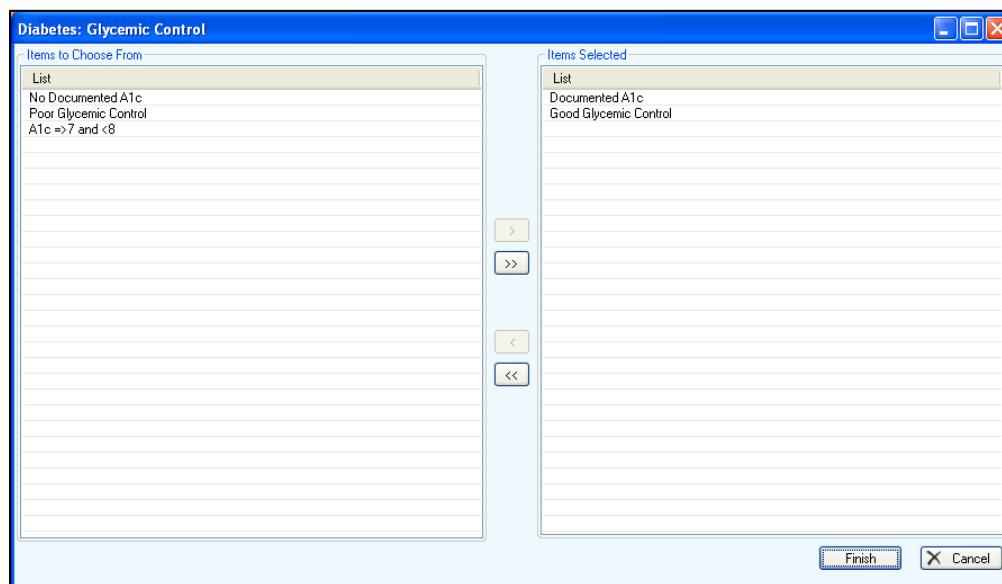 Diabetes: Glycemic Control
Items to Choose From
List
No Documented A1c
Poor Glycemic Control
A1c =>7 and <8
>
>>
<
<<
Items Selected
List
Documented A1c
Good Glycemic Control
Finish
Cancel